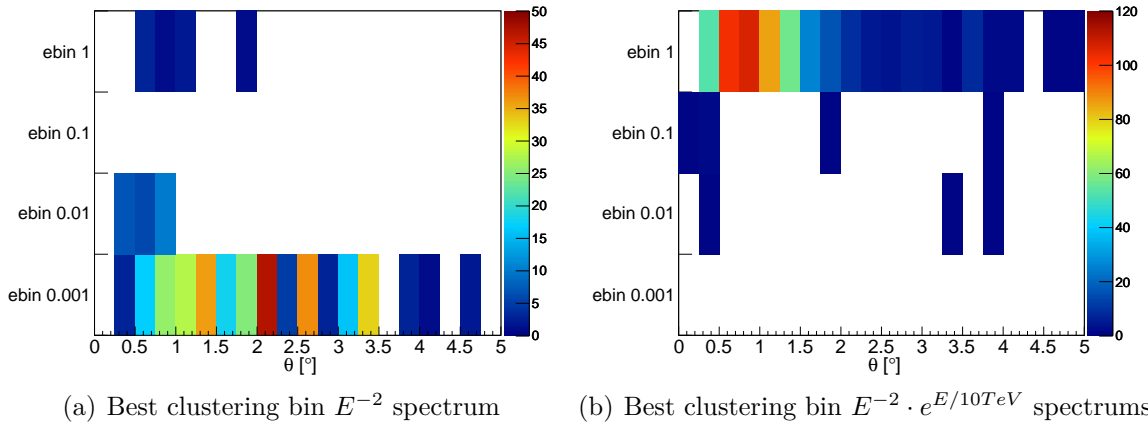 ebin 1
ebin 0.1
ebin 0.01
ebin 0.001
0 0.5 1 1.5 2 2.5 3 3.5 4 4.5 5
θ [°]
50
45
40
35
30
25
20
15
10
5
0
(a) Best clustering bin E⁻² spectrum
ebin 1
ebin 0.1
ebin 0.01
ebin 0.001
0 0.5 1 1.5 2 2.5 3 3.5 4 4.5 5
θ [°]
120
100
80
60
40
20
0
(b) Best clustering bin E⁻² · e^{E/10TeV} spectrums